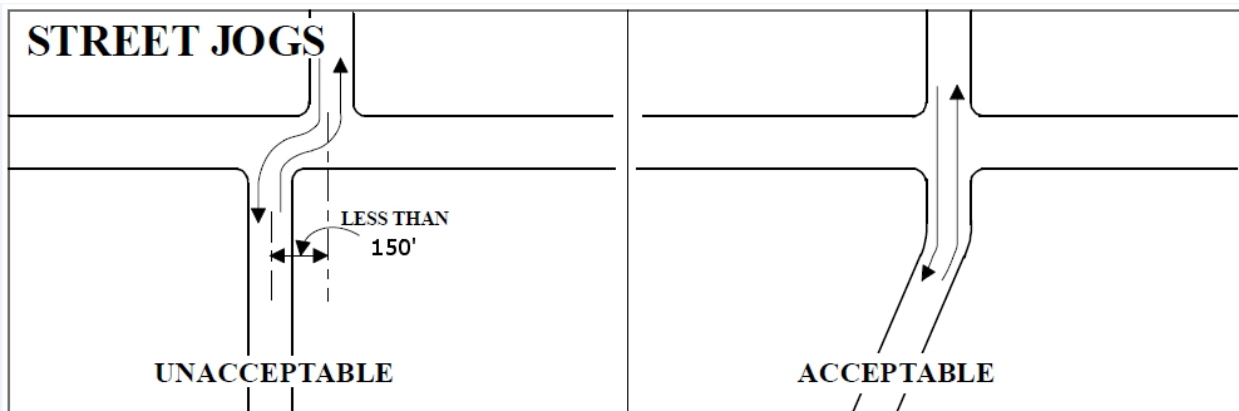 STREET JOGS
LESS THAN
150'
UNACCEPTABLE
ACCEPTABLE